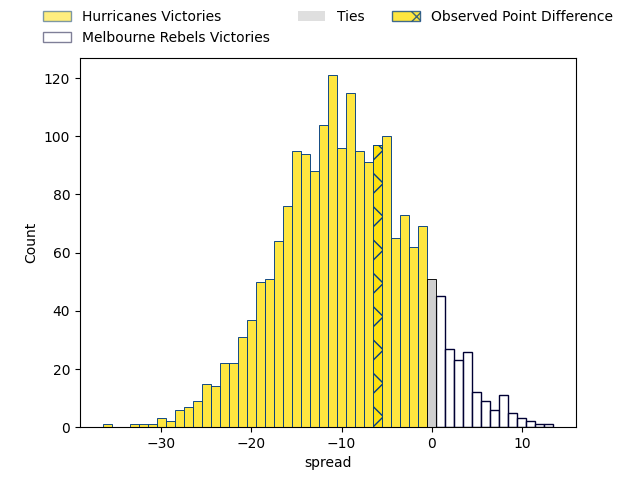 Hurricanes Victories
Melbourne Rebels Victories
Ties
Observed Point Difference
Count
120
100
80
60
40
20
0
−30
−20
−10
0
10
spread